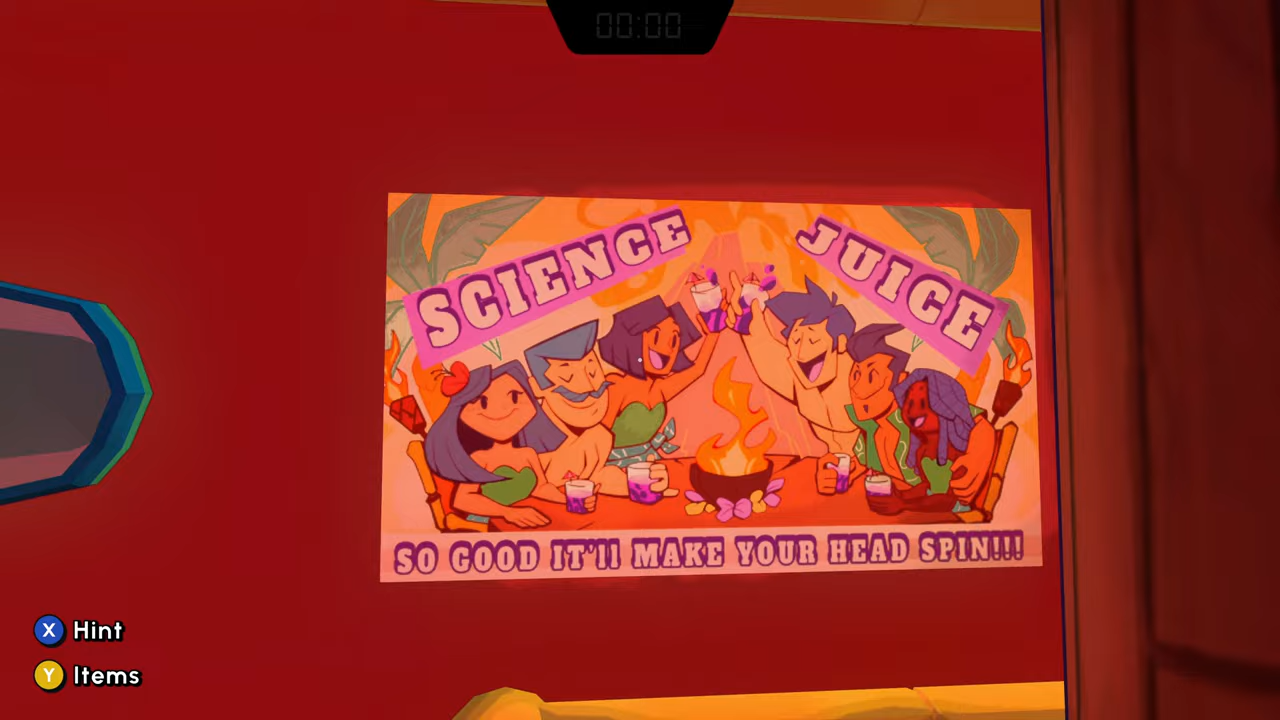 00:00
SCIENCE
JUICE
SO GOOD IT'll MAKE YOUR HEAD SPIN!!!
X Hint
Y Items